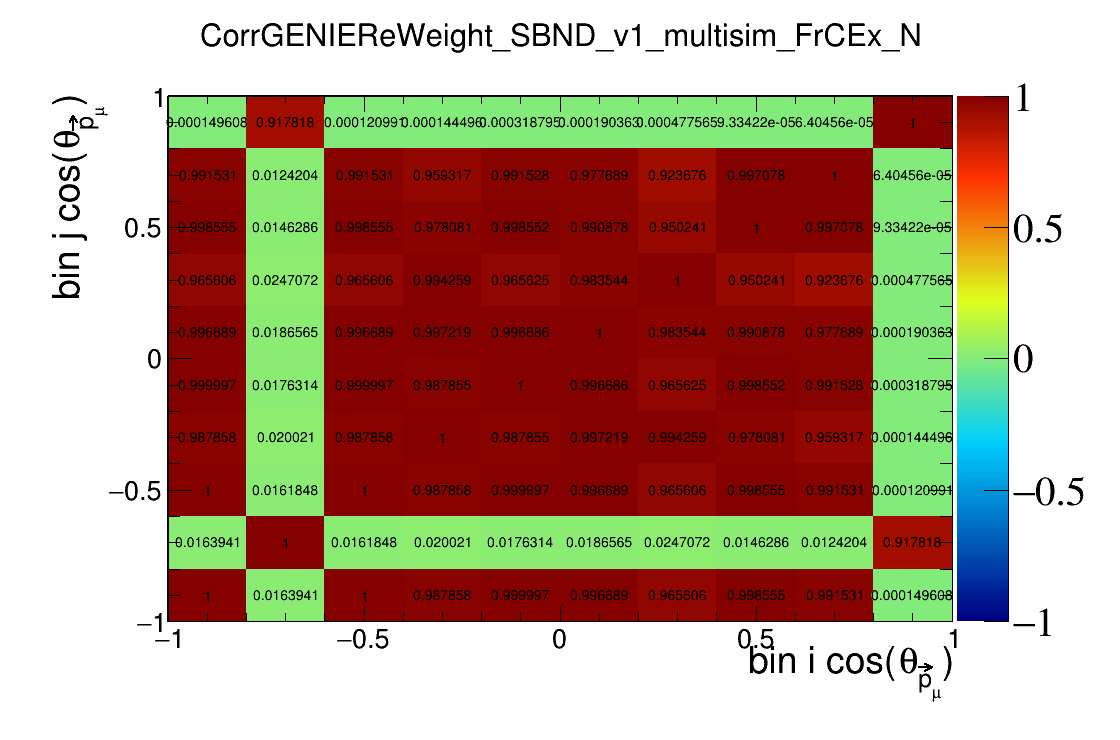 CorrGENIEReWeight_SBND_v1_multisim_FrCEx_N
bin j cos(θ_{\vec{p}_μ})
1
0.5
0
−0.5
−1
0.000149608 0.917818 0.000120991 0.000144496 0.000318795 0.000190363 0.000477565 9.33422e-05 6.40456e-05 1
0.991531 0.0124204 0.991531 0.959317 0.991528 0.977689 0.923676 0.997078 1 6.40456e-05
0.998555 0.0146286 0.998555 0.978081 0.998552 0.990878 0.950241 1 0.997078 9.33422e-05
0.965606 0.0247072 0.965606 0.994259 0.965625 0.983544 1 0.950241 0.923676 0.000477565
0.996689 0.0186565 0.996689 0.997219 0.996686 1 0.983544 0.990878 0.977689 0.000190363
0.999997 0.0176314 0.999997 0.987855 1 0.996686 0.965625 0.998552 0.991528 0.000318795
0.987858 0.020021 0.987858 1 0.987855 0.997219 0.994259 0.978081 0.959317 0.000144496
1 0.0161848 1 0.987858 0.999997 0.996689 0.965606 0.998555 0.991531 0.000120991
0.0163941 1 0.0161848 0.020021 0.0176314 0.0186565 0.0247072 0.0146286 0.0124204 0.917818
1 0.0163941 1 0.987858 0.999997 0.996689 0.965606 0.998555 0.991531 0.000149608
−1 −0.5 0 0.5 1
bin i cos(θ_{\vec{p}_μ})
1
0.5
0
−0.5
−1